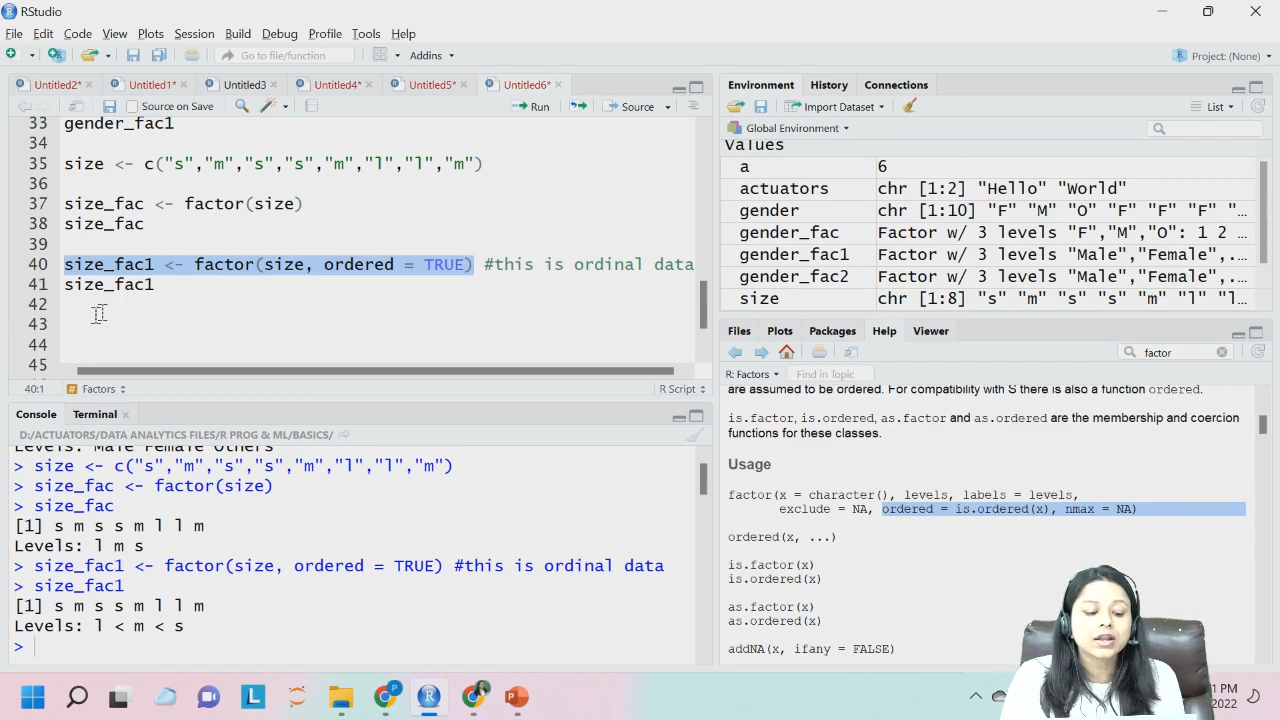 RStudio
File Edit Code View Plots Session Build Debug Profile Tools Help
Go to file/function Addins Project: (None)
Untitled2* Untitled1* Untitled3 Untitled4* Untitled5* Untitled6*
Source on Save Run Source
33 gender_fac1
34
35 size <- c("s","m","s","s","m","l","l","m")
36
37 size_fac <- factor(size)
38 size_fac
39
40 size_fac1 <- factor(size, ordered = TRUE) #this is ordinal data
41 size_fac1
42
43
44
45
40:1 # Factors R Script
Console Terminal
D:/ACTUATORS/DATA ANALYTICS FILES/R PROG & ML/BASICS/
Levels: Male Female Others
> size <- c("s","m","s","s","m","l","l","m")
> size_fac <- factor(size)
> size_fac
[1] s m s s m l l m
Levels: l m s
> size_fac1 <- factor(size, ordered = TRUE) #this is ordinal data
> size_fac1
[1] s m s s m l l m
Levels: l < m < s
>
Environment History Connections
Import Dataset List
Global Environment
Values
a 6
actuators chr [1:2] "Hello" "World"
gender chr [1:10] "F" "M" "O" "F" "F" "F" "…
gender_fac Factor w/ 3 levels "F","M","O": 1 2 …
gender_fac1 Factor w/ 3 levels "Male","Female",…
gender_fac2 Factor w/ 3 levels "Male","Female",…
size chr [1:8] "s" "m" "s" "s" "m" "l" "l…
Files Plots Packages Help Viewer
factor
R: Factors Find in Topic
are assumed to be ordered. For compatibility with S there is also a function ordered.
is.factor, is.ordered, as.factor and as.ordered are the membership and coercion
functions for these classes.
Usage
factor(x = character(), levels, labels = levels,
exclude = NA, ordered = is.ordered(x), nmax = NA)
ordered(x, ...)
is.factor(x)
is.ordered(x)
as.factor(x)
as.ordered(x)
addNA(x, ifany = FALSE)
L
P
R
1 PM
2022